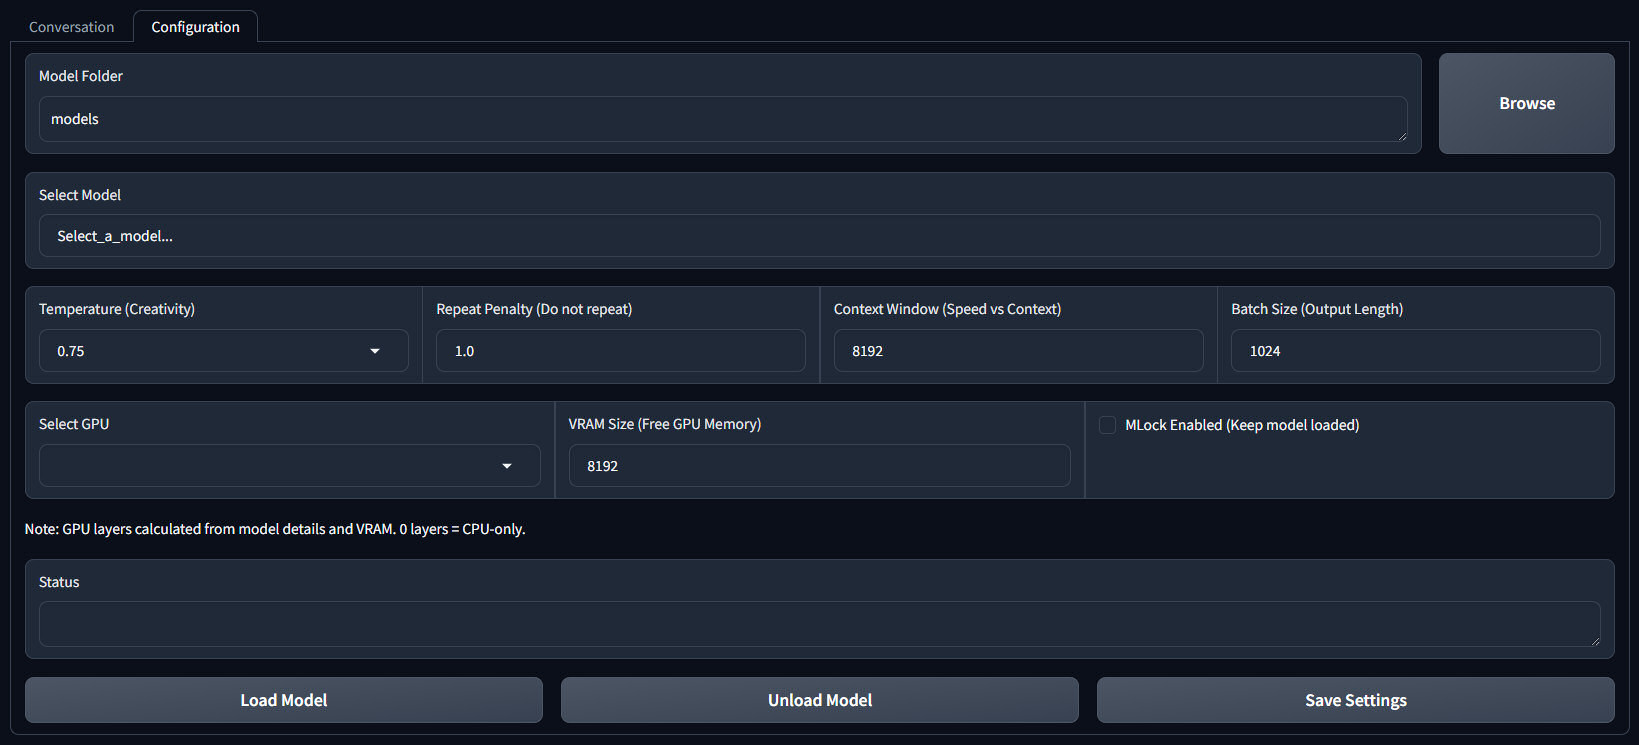 Conversation
Configuration
Model Folder
models
Browse
Select Model
Select_a_model...
Temperature (Creativity)
0.75
Repeat Penalty (Do not repeat)
1.0
Context Window (Speed vs Context)
8192
Batch Size (Output Length)
1024
Select GPU
VRAM Size (Free GPU Memory)
8192
MLock Enabled (Keep model loaded)
Note: GPU layers calculated from model details and VRAM. 0 layers = CPU-only.
Status
Load Model
Unload Model
Save Settings